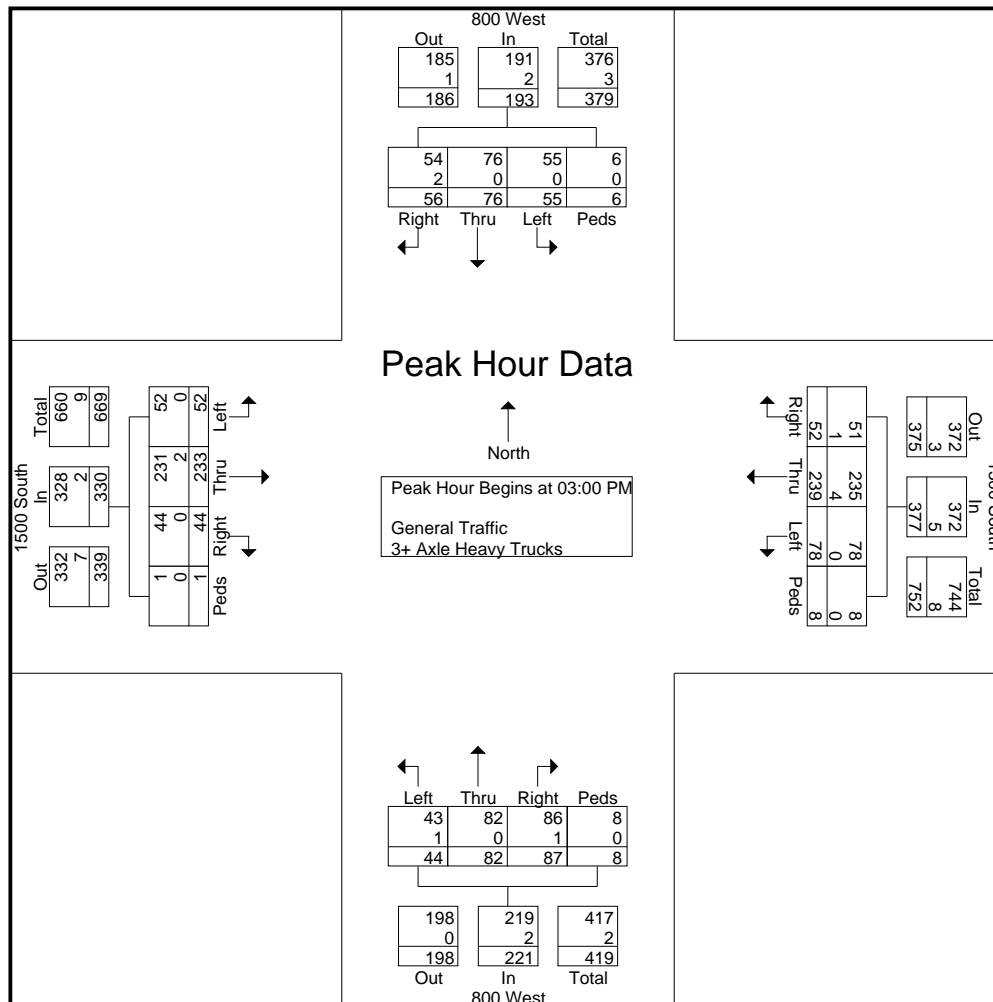 800 West
Out In Total
185 191 376
1 2 3
186 193 379
54 76 55 6
2 0 0 0
56 76 55 6
Right Thru Left Peds
Peak Hour Data
North
Peak Hour Begins at 03:00 PM
General Traffic
3+ Axle Heavy Trucks
1500 South
Total In Out
660 328 332
9 2 7
669 330 339
52 231 44 1
0 2 0 0
52 233 44 1
Left Thru Right Peds
Right Thru Left Peds
51 235 78 8
1 4 0 0
52 239 78 8
Out In Total
372 372 744
3 5 8
375 377 752
Left Thru Right Peds
43 82 86 8
1 0 1 0
44 82 87 8
198 219 417
0 2 2
198 221 419
Out In Total
800 West